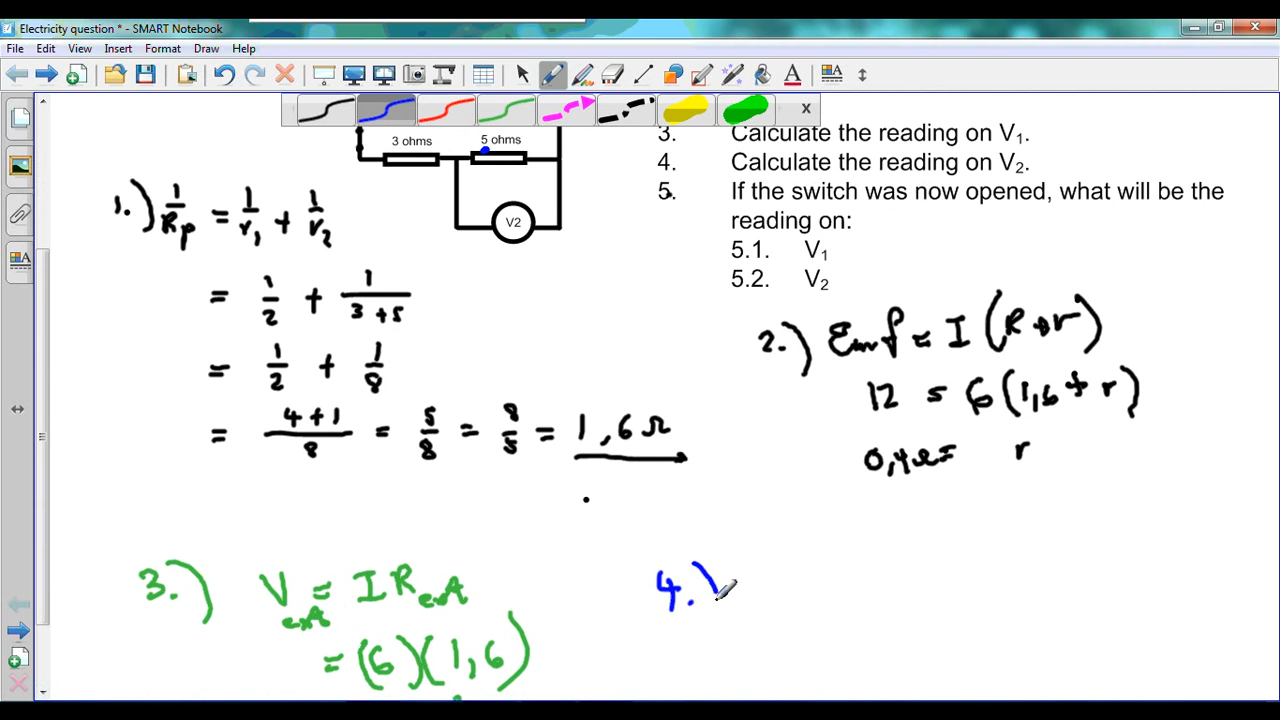 Electricity question * - SMART Notebook
File Edit View Insert Format Draw Help
x
3 ohms 5 ohms
V2
3. Calculate the reading on V₁.
4. Calculate the reading on V₂.
5. If the switch was now opened, what will be the
reading on:
5.1. V₁
5.2. V₂
1.) 1/Rp = 1/r₁ + 1/r₂
= 1/2 + 1/(3+5)
= 1/2 + 1/8
= (4+1)/8 = 5/8 = 8/5 = 1,6 Ω
2.) Emf = I (R+r)
12 = 6 (1,6 + r)
0,4Ω = r
3.) V ext = I R ext
= (6)(1,6)
4.)